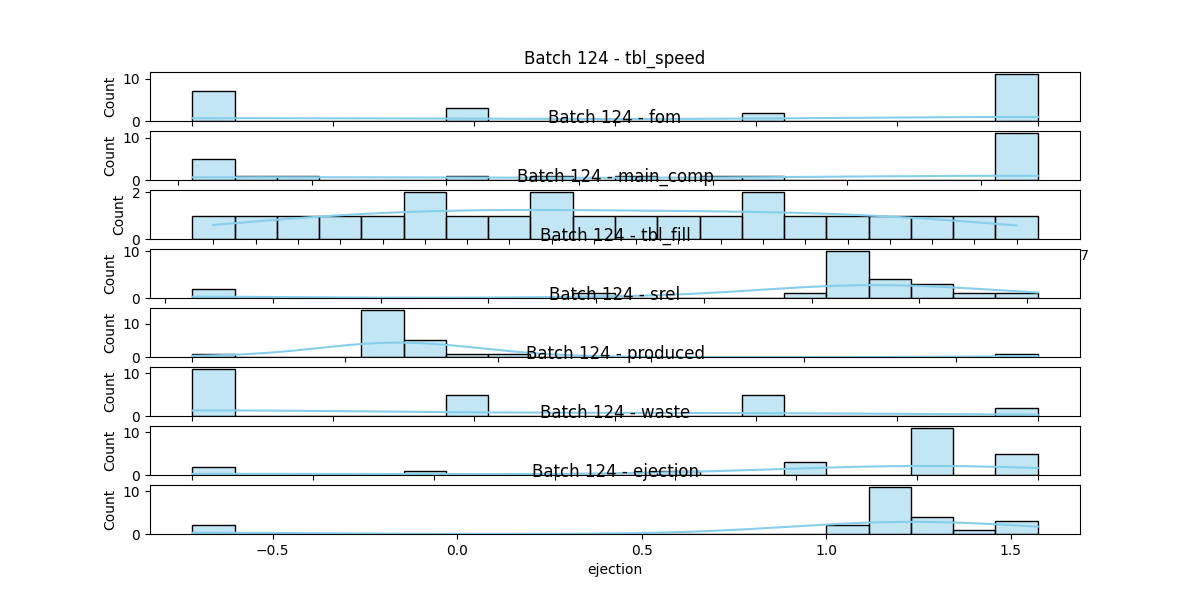 Batch 124 - tbl_speed
10
0
Count
Batch 124 - fom
10
0
Count
Batch 124 - main_comp
2
0
Count
7
Batch 124 - tbl_fill
10
0
Count
Batch 124 - srel
10
0
Count
Batch 124 - produced
10
0
Count
Batch 124 - waste
10
0
Count
Batch 124 - ejection
10
0
Count
−0.5 0.0 0.5 1.0 1.5
ejection